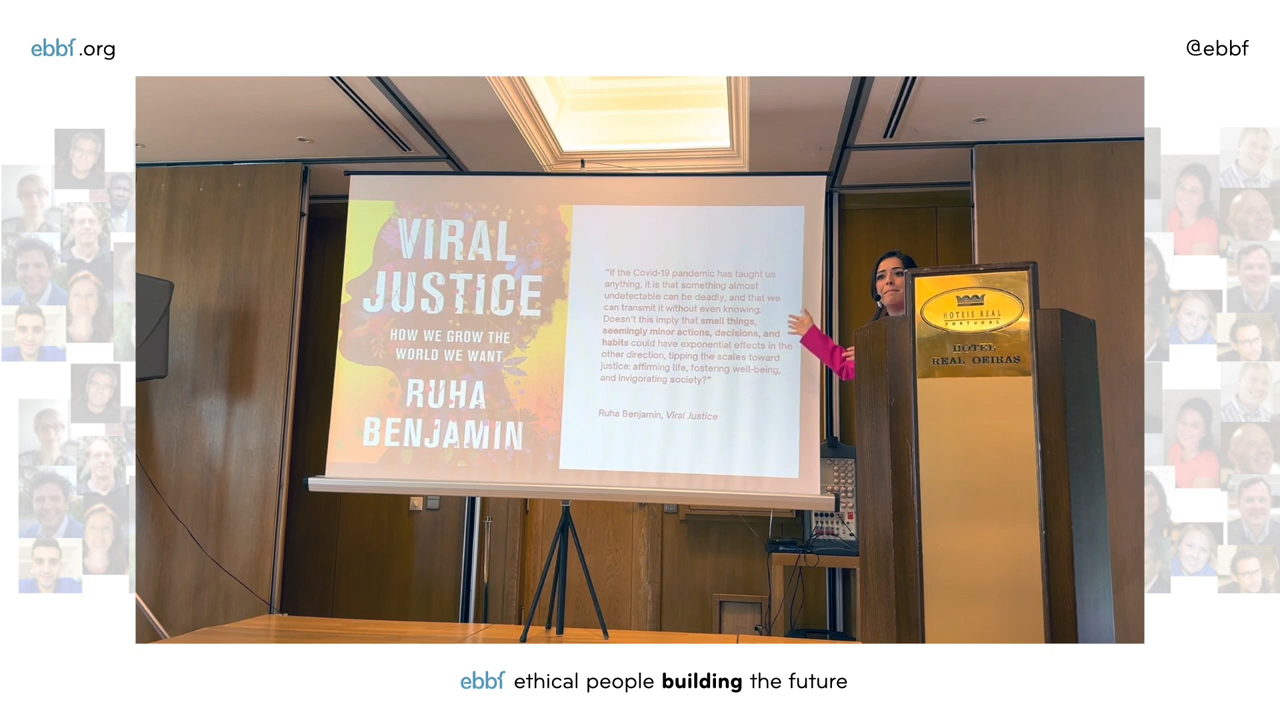 ebbf.org
@ebbf
VIRAL
JUSTICE
HOW WE GROW THE
WORLD WE WANT
RUHA
BENJAMIN
"If the Covid-19 pandemic has taught us
anything, it is that something almost
undetectable can be deadly, and that we
can transmit it without even knowing.
Doesn't this imply that small things,
seemingly minor actions, decisions, and
habits could have exponential effects in the
other direction, tipping the scales toward
justice: affirming life, fostering well-being,
and invigorating society?"
Ruha Benjamin, Viral Justice
HOTEIS REAL
PORTUGAL
HOTEL
REAL OEIRAS
ebbf ethical people building the future